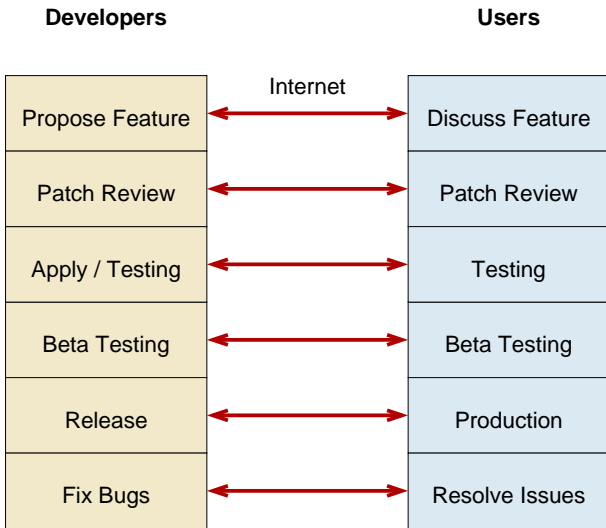 Developers Users
Internet
Propose Feature Discuss Feature
Patch Review Patch Review
Apply / Testing Testing
Beta Testing Beta Testing
Release Production
Fix Bugs Resolve Issues